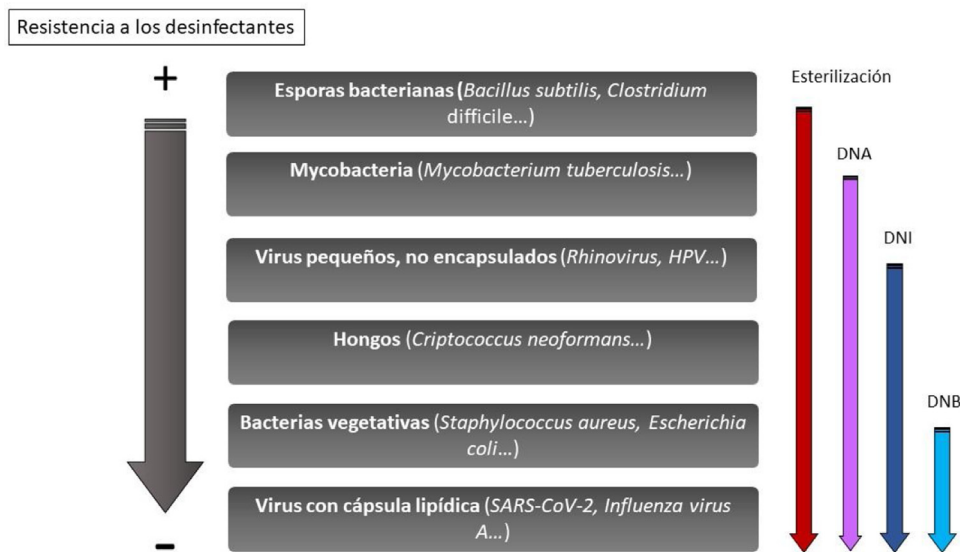 Resistencia a los desinfectantes
+
Esporas bacterianas (Bacillus subtilis, Clostridium
difficile…)
Esterilización
Mycobacteria (Mycobacterium tuberculosis…)
DNA
Virus pequeños, no encapsulados (Rhinovirus, HPV…)
DNI
Hongos (Criptococcus neoformans…)
Bacterias vegetativas (Staphylococcus aureus, Escherichia
coli…)
DNB
Virus con cápsula lipídica (SARS-CoV-2, Influenza virus
A…)
-